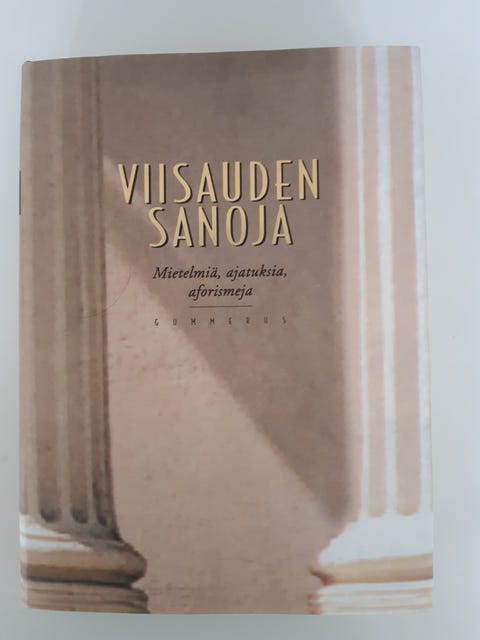 VIISAUDEN
SANOJA
Mietelmiä, ajatuksia,
aforismeja
GUMMERUS